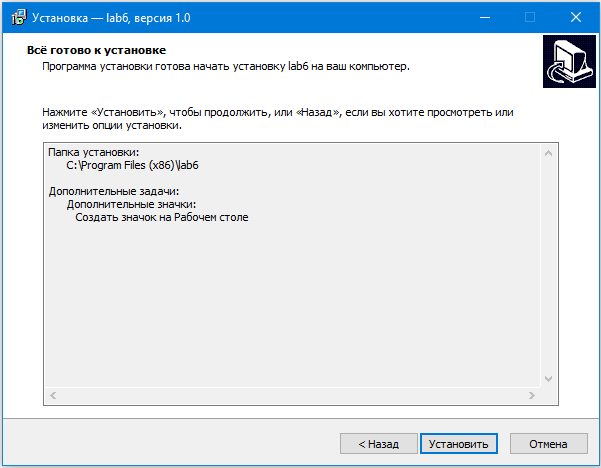 Установка — lab6, версия 1.0
Всё готово к установке
Программа установки готова начать установку lab6 на ваш компьютер.
Нажмите «Установить», чтобы продолжить, или «Назад», если вы хотите просмотреть или
изменить опции установки.
Папка установки:
C:\Program Files (x86)\lab6
Дополнительные задачи:
Дополнительные значки:
Создать значок на Рабочем столе
< Назад
Установить
Отмена